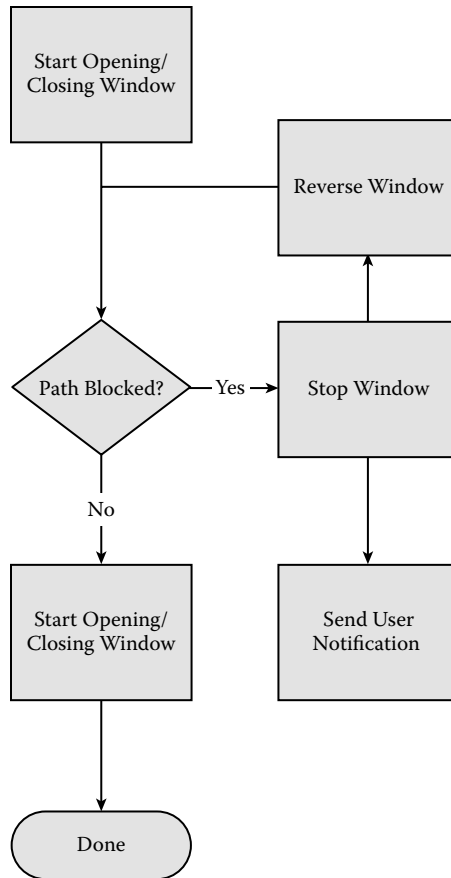 Start Opening/
Closing Window
Reverse Window
Path Blocked?
Yes
Stop Window
No
Start Opening/
Closing Window
Send User
Notification
Done